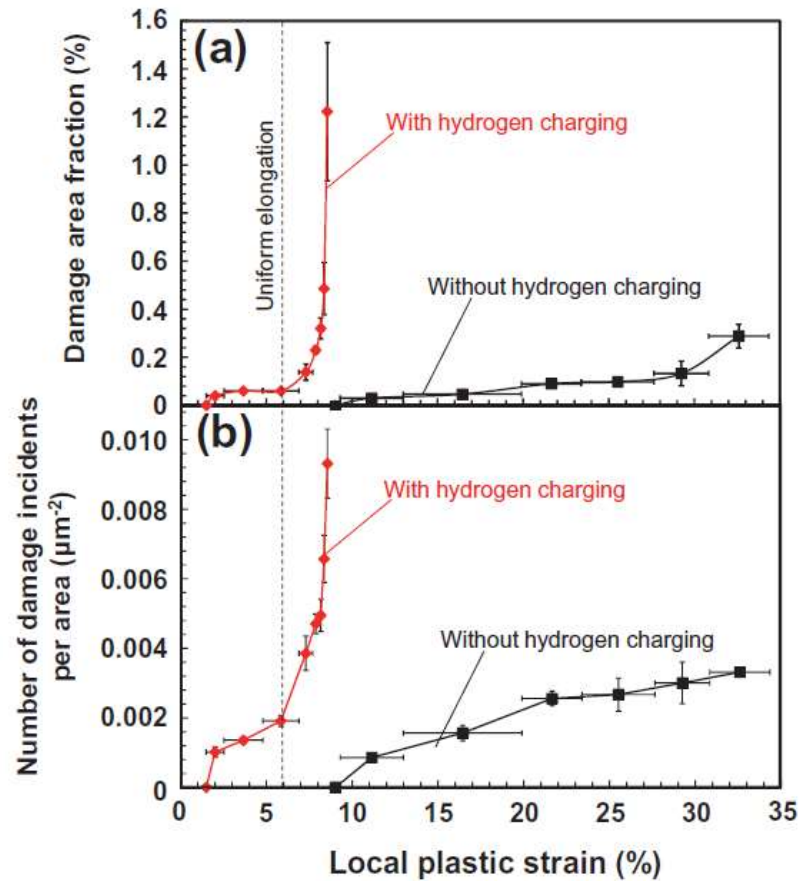 (a)
Damage area fraction (%)
1.6
1.4
1.2
1.0
0.8
0.6
0.4
0.2
0
Uniform elongation
With hydrogen charging
Without hydrogen charging
(b)
Number of damage incidents
per area (μm⁻²)
0.010
0.008
0.006
0.004
0.002
0
With hydrogen charging
Without hydrogen charging
0 5 10 15 20 25 30 35
Local plastic strain (%)